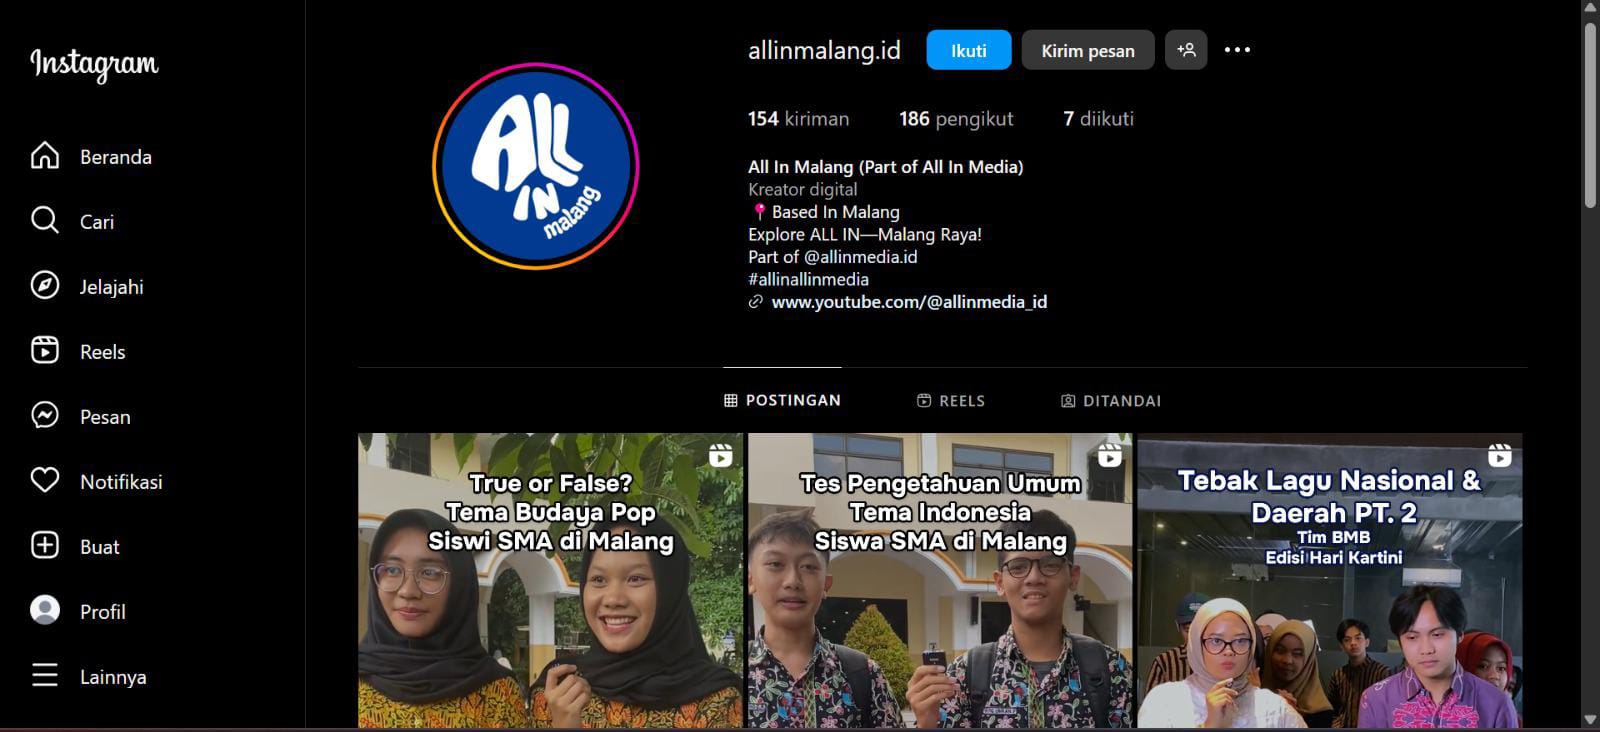 Instagram
Beranda
Cari
Jelajahi
Reels
Pesan
Notifikasi
Buat
Profil
Lainnya
ALL
IN
malang
allinmalang.id
Ikuti
Kirim pesan
154 kiriman
186 pengikut
7 diikuti
All In Malang (Part of All In Media)
Kreator digital
Based In Malang
Explore ALL IN—Malang Raya!
Part of @allinmedia.id
#allinallinmedia
www.youtube.com/@allinmedia_id
POSTINGAN
REELS
DITANDAI
True or False?
Tema Budaya Pop
Siswi SMA di Malang
Tes Pengetahuan Umum
Tema Indonesia
Siswa SMA di Malang
Tebak Lagu Nasional &
Daerah PT. 2
Tim BMB
Edisi Hari Kartini